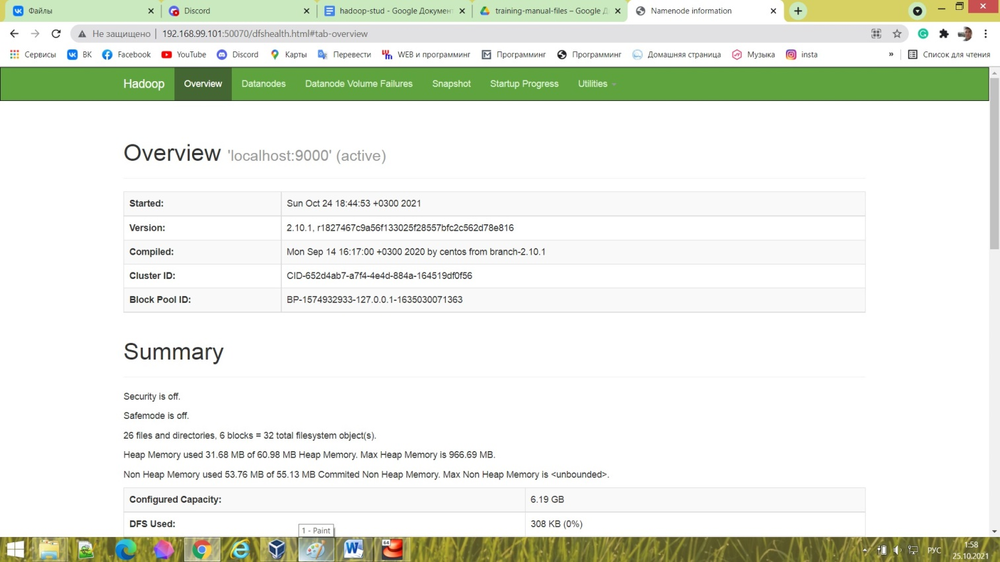 Файлы
Discord
hadoop-stud - Google Докумен
training-manual-files – Google Д
Namenode information
Не защищено | 192.168.99.101:50070/dfshealth.html#tab-overview
Сервисы ВК Facebook YouTube Discord Карты Перевести WEB и программинг Программинг Программинг Домашняя страница Музыка insta » Список для чтения
Hadoop Overview Datanodes Datanode Volume Failures Snapshot Startup Progress Utilities
Overview 'localhost:9000' (active)
Started: Sun Oct 24 18:44:53 +0300 2021
Version: 2.10.1, r1827467c9a56f133025f28557bfc2c562d78e816
Compiled: Mon Sep 14 16:17:00 +0300 2020 by centos from branch-2.10.1
Cluster ID: CID-652d4ab7-a7f4-4e4d-884a-164519df0f56
Block Pool ID: BP-1574932933-127.0.0.1-1635030071363
Summary
Security is off.
Safemode is off.
26 files and directories, 6 blocks = 32 total filesystem object(s).
Heap Memory used 31.68 MB of 60.98 MB Heap Memory. Max Heap Memory is 966.69 MB.
Non Heap Memory used 53.76 MB of 55.13 MB Commited Non Heap Memory. Max Non Heap Memory is <unbounded>.
Configured Capacity: 6.19 GB
DFS Used: 308 KB (0%)
1 - Paint
64
РУС
1:58
25.10.2021